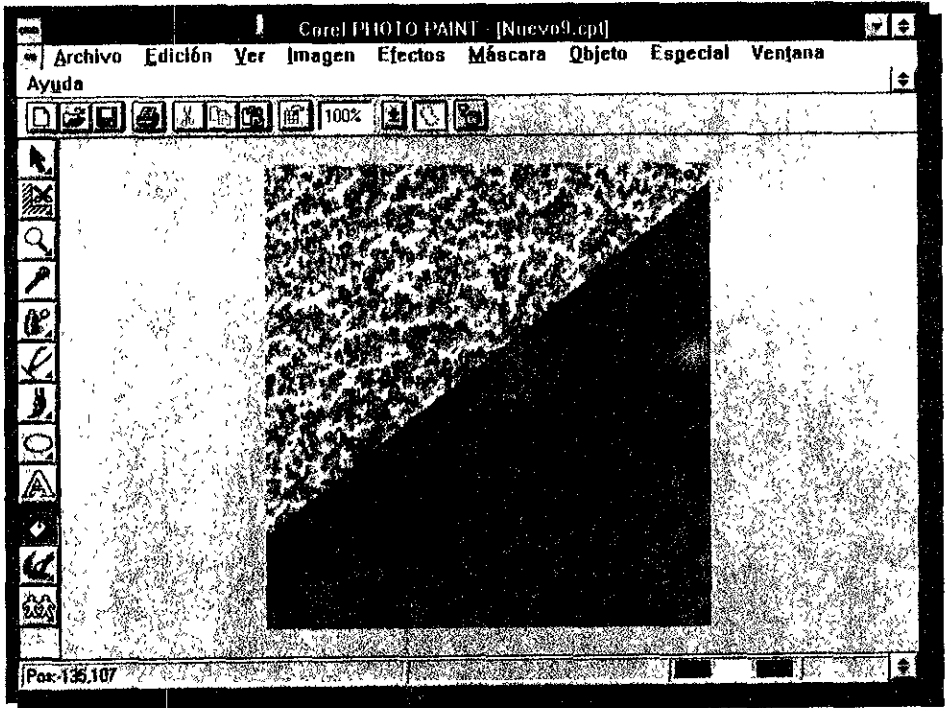 Corel PHOTO-PAINT - [Nuevo9.cpt]
Archivo Edición Ver Imagen Efectos Máscara Objeto Especial Ventana
Ayuda
100%
A
Pos:-135,107